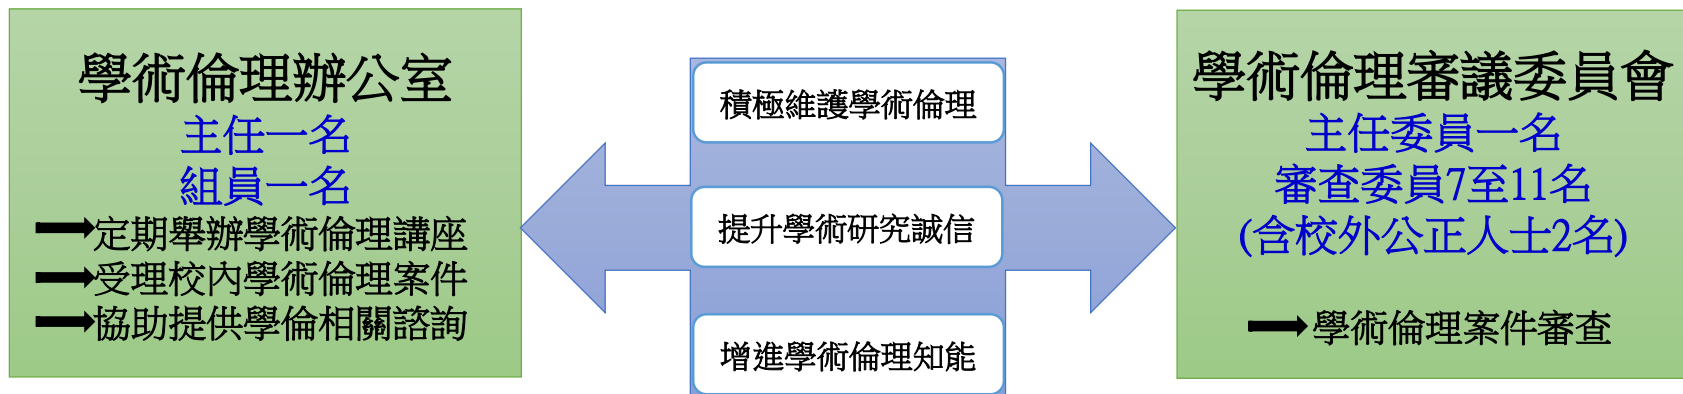 學術倫理辦公室
主任一名
組員一名
定期舉辦學術倫理講座
受理校內學術倫理案件
協助提供學倫相關諮詢
積極維護學術倫理
提升學術研究誠信
增進學術倫理知能
學術倫理審議委員會
主任委員一名
審查委員7至11名
(含校外公正人士2名)
學術倫理案件審查